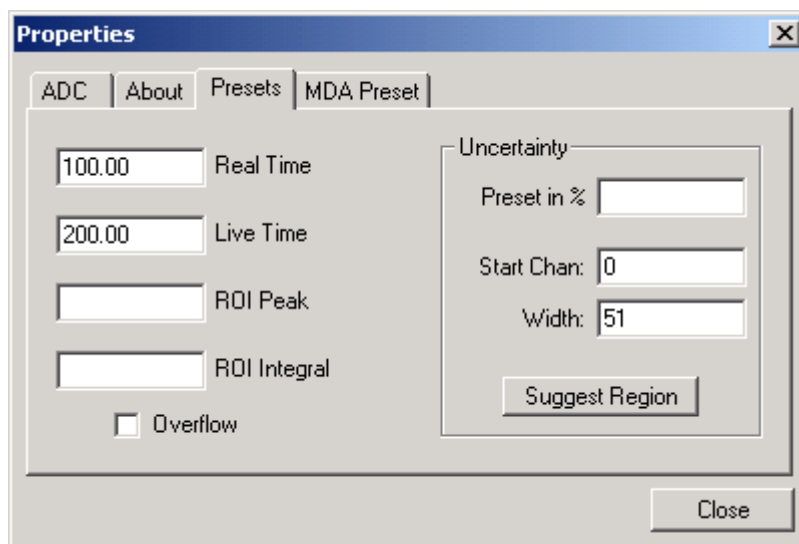 Properties
ADC About Presets MDA Preset
100.00 Real Time
200.00 Live Time
ROI Peak
ROI Integral
Overflow
Uncertainty
Preset in %
Start Chan: 0
Width: 51
Suggest Region
Close